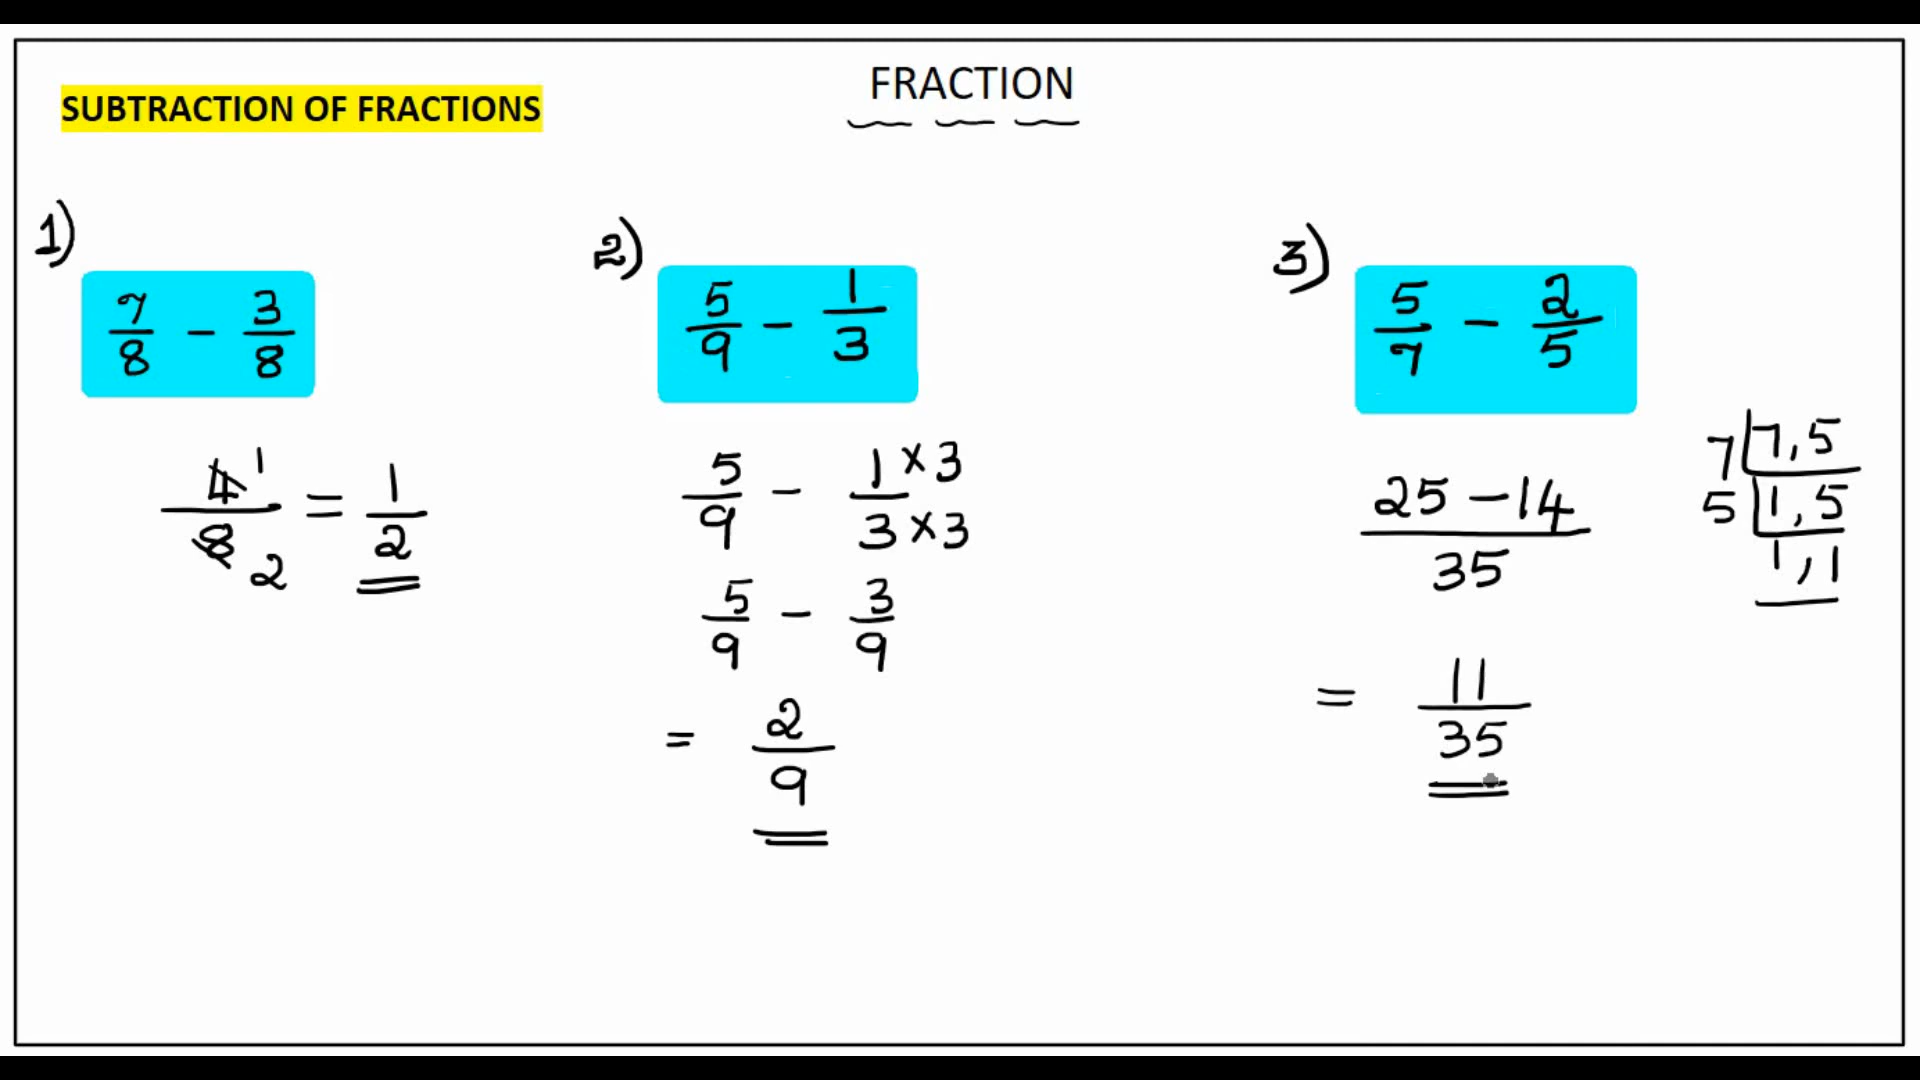 FRACTION
SUBTRACTION OF FRACTIONS
1)
7/8 - 3/8
4/8 1 2 = 1/2
2)
5/9 - 1/3
5/9 - 1×3/3×3
5/9 - 3/9
= 2/9
3)
5/7 - 2/5
25 - 14/35
= 11/35
7 7,5
5 1,5
1,1